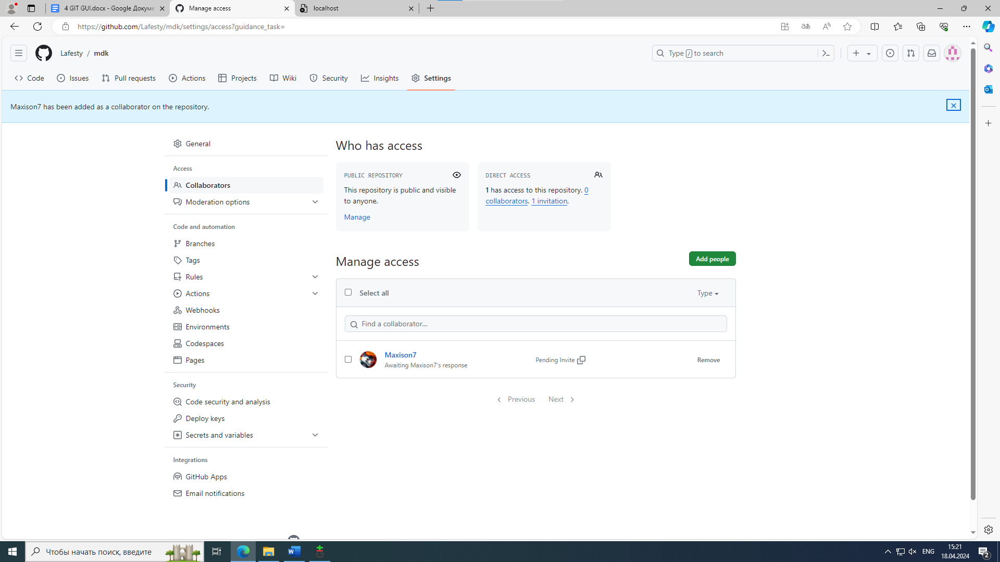 4 GIT GUI.docx - Google Докуме
Manage access
localhost
https://github.com/Lafesty/mdk/settings/access?guidance_task=
Lafesty / mdk
Type / to search
Code
Issues
Pull requests
Actions
Projects
Wiki
Security
Insights
Settings
Maxison7 has been added as a collaborator on the repository.
General
Access
Collaborators
Moderation options
Code and automation
Branches
Tags
Rules
Actions
Webhooks
Environments
Codespaces
Pages
Security
Code security and analysis
Deploy keys
Secrets and variables
Integrations
GitHub Apps
Email notifications
Who has access
PUBLIC REPOSITORY
This repository is public and visible
to anyone.
Manage
DIRECT ACCESS
1 has access to this repository. 0
collaborators. 1 invitation.
Manage access
Add people
Select all
Type
Find a collaborator...
Maxison7
Awaiting Maxison7's response
Pending Invite
Remove
Previous
Next
Чтобы начать поиск, введите
ENG
15:21
18.04.2024
2